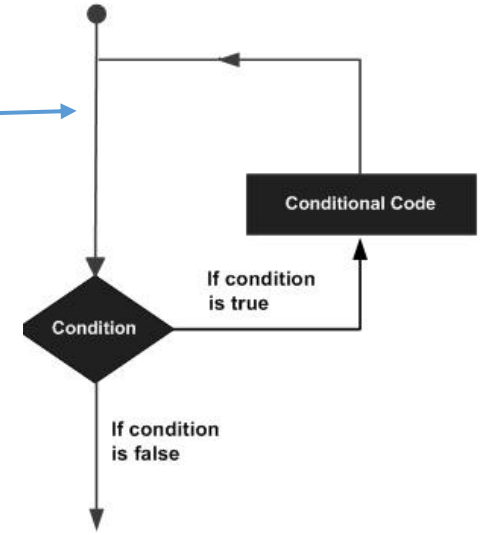 Conditional Code
If condition
is true
Condition
If condition
is false